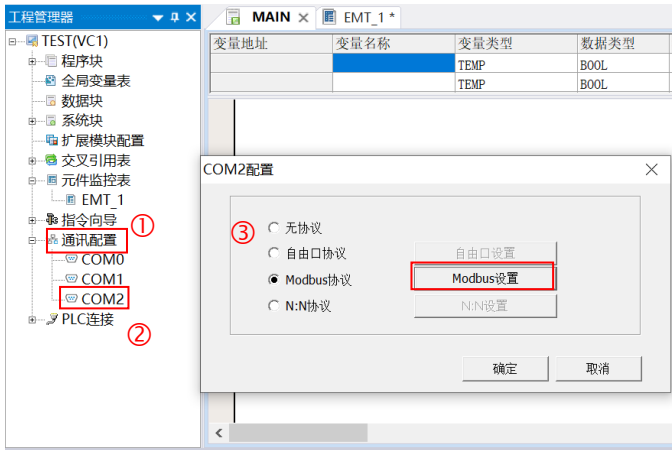 工程管理器
TEST(VC1)
程序块
全局变量表
数据块
系统块
扩展模块配置
交叉引用表
元件监控表
EMT_1
指令向导
①
通讯配置
COM0
COM1
COM2
PLC连接
②
MAIN
EMT_1 *
变量地址 变量名称 变量类型 数据类型
TEMP BOOL
TEMP BOOL
COM2配置
③
无协议
自由口协议 自由口设置
Modbus协议 Modbus设置
N:N协议 N:N设置
确定 取消